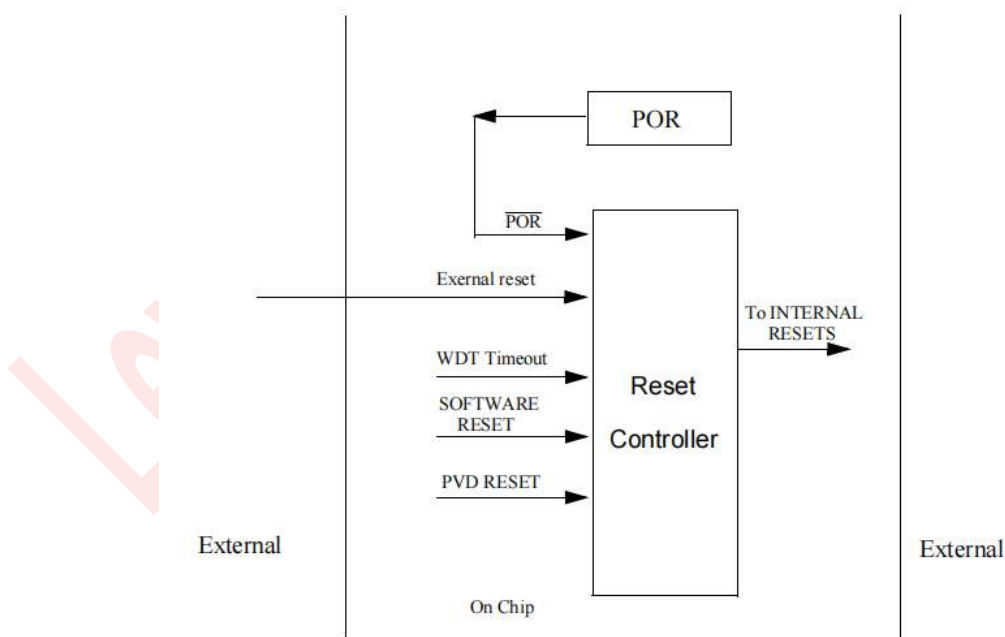 POR
POR
Exernal reset
To INTERNAL
RESETS
WDT Timeout
Reset
Controller
SOFTWARE
RESET
PVD RESET
External
External
On Chip